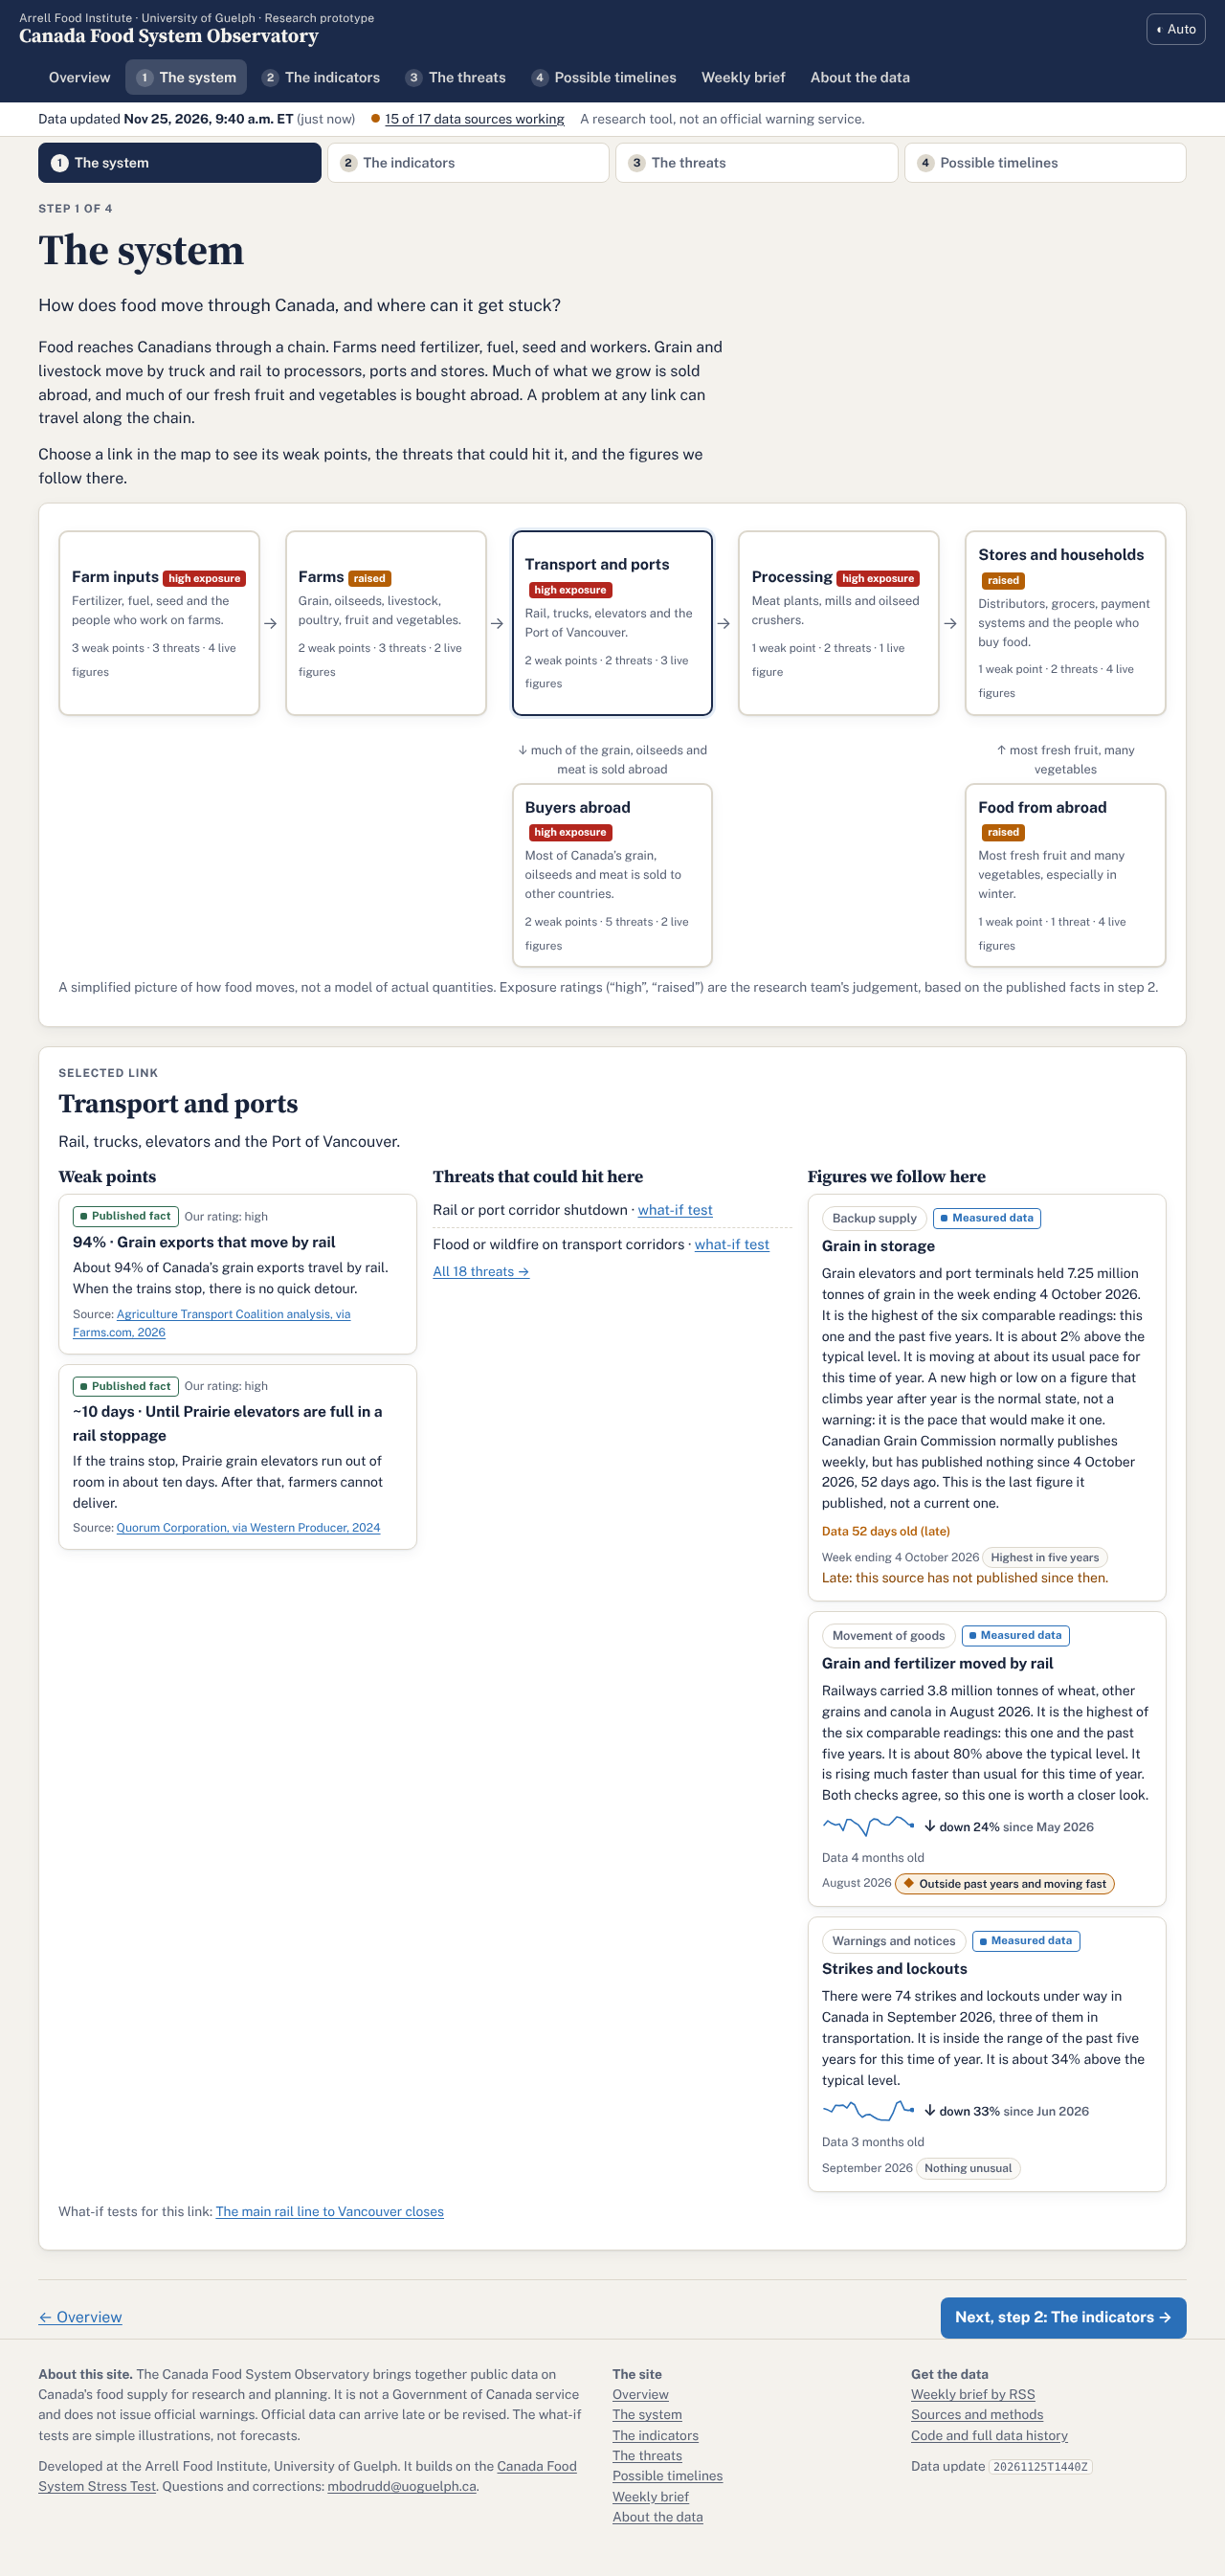 Arrell Food Institute · University of Guelph · Research prototype
Canada Food System Observatory
Auto
Overview
1 The system
2 The indicators
3 The threats
4 Possible timelines
Weekly brief
About the data
Data updated Nov 25, 2026, 9:40 a.m. ET (just now)
15 of 17 data sources working
A research tool, not an official warning service.
1 The system
2 The indicators
3 The threats
4 Possible timelines
STEP 1 OF 4
The system
How does food move through Canada, and where can it get stuck?
Food reaches Canadians through a chain. Farms need fertilizer, fuel, seed and workers. Grain and
livestock move by truck and rail to processors, ports and stores. Much of what we grow is sold
abroad, and much of our fresh fruit and vegetables is bought abroad. A problem at any link can
travel along the chain.
Choose a link in the map to see its weak points, the threats that could hit it, and the figures we
follow there.
Farm inputs high exposure
Fertilizer, fuel, seed and the
people who work on farms.
3 weak points · 3 threats · 4 live
figures
→
Farms raised
Grain, oilseeds, livestock,
poultry, fruit and vegetables.
2 weak points · 3 threats · 2 live
figures
→
Transport and ports
high exposure
Rail, trucks, elevators and the
Port of Vancouver.
2 weak points · 2 threats · 3 live
figures
→
Processing high exposure
Meat plants, mills and oilseed
crushers.
1 weak point · 2 threats · 1 live
figure
→
Stores and households
raised
Distributors, grocers, payment
systems and the people who
buy food.
1 weak point · 2 threats · 4 live
figures
↓ much of the grain, oilseeds and
meat is sold abroad
Buyers abroad
high exposure
Most of Canada's grain,
oilseeds and meat is sold to
other countries.
2 weak points · 5 threats · 2 live
figures
↑ most fresh fruit, many
vegetables
Food from abroad
raised
Most fresh fruit and many
vegetables, especially in
winter.
1 weak point · 1 threat · 4 live
figures
A simplified picture of how food moves, not a model of actual quantities. Exposure ratings (“high”, “raised”) are the research team's judgement, based on the published facts in step 2.
SELECTED LINK
Transport and ports
Rail, trucks, elevators and the Port of Vancouver.
Weak points
Published fact Our rating: high
94% · Grain exports that move by rail
About 94% of Canada's grain exports travel by rail.
When the trains stop, there is no quick detour.
Source: Agriculture Transport Coalition analysis, via
Farms.com, 2026
Published fact Our rating: high
~10 days · Until Prairie elevators are full in a
rail stoppage
If the trains stop, Prairie grain elevators run out of
room in about ten days. After that, farmers cannot
deliver.
Source: Quorum Corporation, via Western Producer, 2024
Threats that could hit here
Rail or port corridor shutdown · what-if test
Flood or wildfire on transport corridors · what-if test
All 18 threats →
Figures we follow here
Backup supply Measured data
Grain in storage
Grain elevators and port terminals held 7.25 million
tonnes of grain in the week ending 4 October 2026.
It is the highest of the six comparable readings: this
one and the past five years. It is about 2% above the
typical level. It is moving at about its usual pace for
this time of year. A new high or low on a figure that
climbs year after year is the normal state, not a
warning: it is the pace that would make it one.
Canadian Grain Commission normally publishes
weekly, but has published nothing since 4 October
2026, 52 days ago. This is the last figure it
published, not a current one.
Data 52 days old (late)
Week ending 4 October 2026 Highest in five years
Late: this source has not published since then.
Movement of goods Measured data
Grain and fertilizer moved by rail
Railways carried 3.8 million tonnes of wheat, other
grains and canola in August 2026. It is the highest of
the six comparable readings: this one and the past
five years. It is about 80% above the typical level. It
is rising much faster than usual for this time of year.
Both checks agree, so this one is worth a closer look.
↓ down 24% since May 2026
Data 4 months old
August 2026 Outside past years and moving fast
Warnings and notices Measured data
Strikes and lockouts
There were 74 strikes and lockouts under way in
Canada in September 2026, three of them in
transportation. It is inside the range of the past five
years for this time of year. It is about 34% above the
typical level.
↓ down 33% since Jun 2026
Data 3 months old
September 2026 Nothing unusual
What-if tests for this link: The main rail line to Vancouver closes
← Overview
Next, step 2: The indicators →
About this site. The Canada Food System Observatory brings together public data on
Canada's food supply for research and planning. It is not a Government of Canada service
and does not issue official warnings. Official data can arrive late or be revised. The what-if
tests are simple illustrations, not forecasts.
Developed at the Arrell Food Institute, University of Guelph. It builds on the Canada Food
System Stress Test. Questions and corrections: mbodrudd@uoguelph.ca.
The site
Overview
The system
The indicators
The threats
Possible timelines
Weekly brief
About the data
Get the data
Weekly brief by RSS
Sources and methods
Code and full data history
Data update 20261125T1440Z